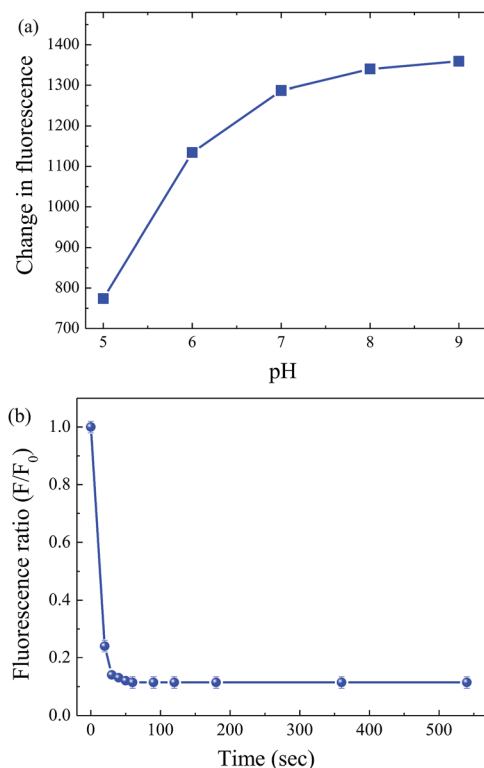 (a)
Change in fluorescence
1400
1300
1200
1100
1000
900
800
700
5 6 7 8 9
pH
(b)
Fluorescence ratio (F/F₀)
1.0
0.8
0.6
0.4
0.2
0.0
0 100 200 300 400 500
Time (sec)